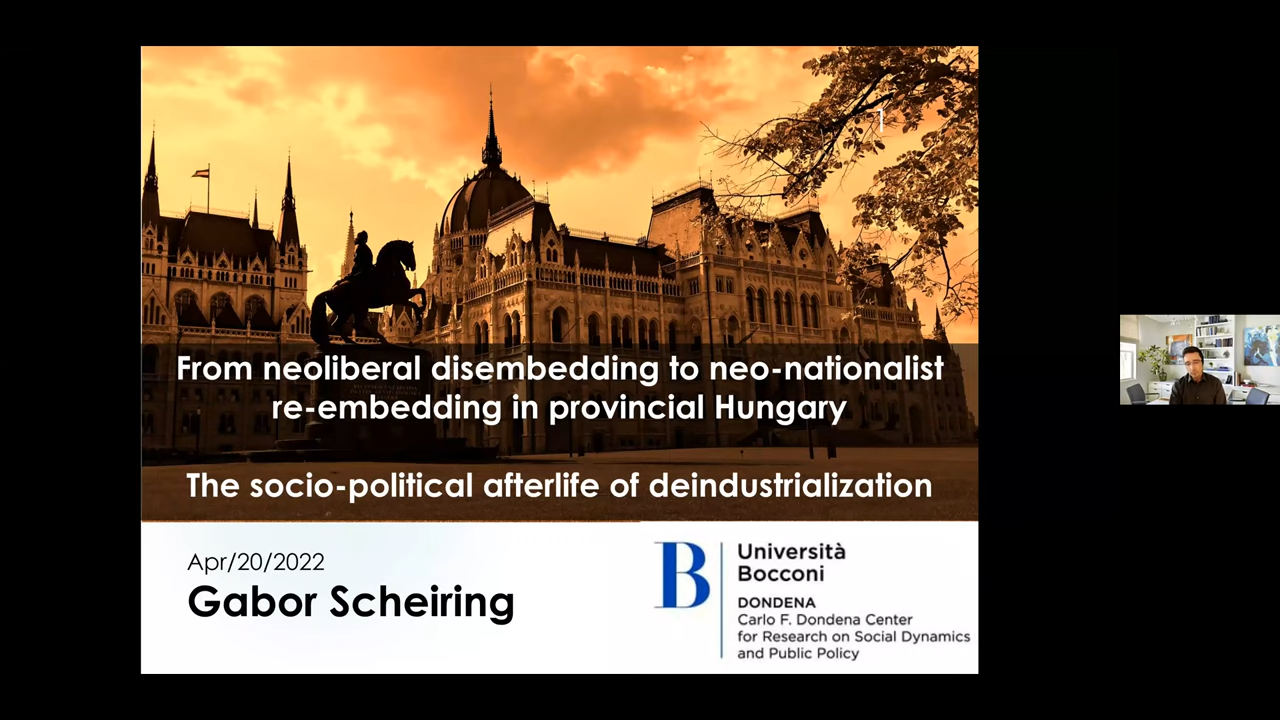 1
From neoliberal disembedding to neo-nationalist
re-embedding in provincial Hungary
The socio-political afterlife of deindustrialization
Apr/20/2022
Gabor Scheiring
B
Università
Bocconi
DONDENA
Carlo F. Dondena Center
for Research on Social Dynamics
and Public Policy